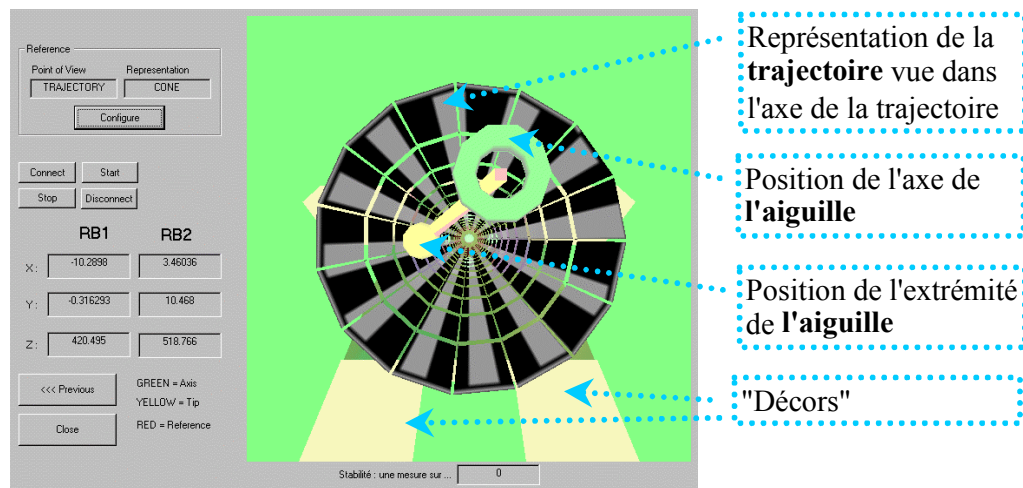 Reference
Point of View Representation
TRAJECTORY CONE
Configure
Connect Start
Stop Disconnect
RB1 RB2
X: -10.2898 3.46036
Y: -0.316293 10.468
Z: 420.495 518.766
<<< Previous
Close
GREEN = Axis
YELLOW = Tip
RED = Reference
Stabilité : une mesure sur ... 0
Représentation de la
trajectoire vue dans
l'axe de la trajectoire
Position de l'axe de
l'aiguille
Position de l'extrémité
de l'aiguille
"Décors"